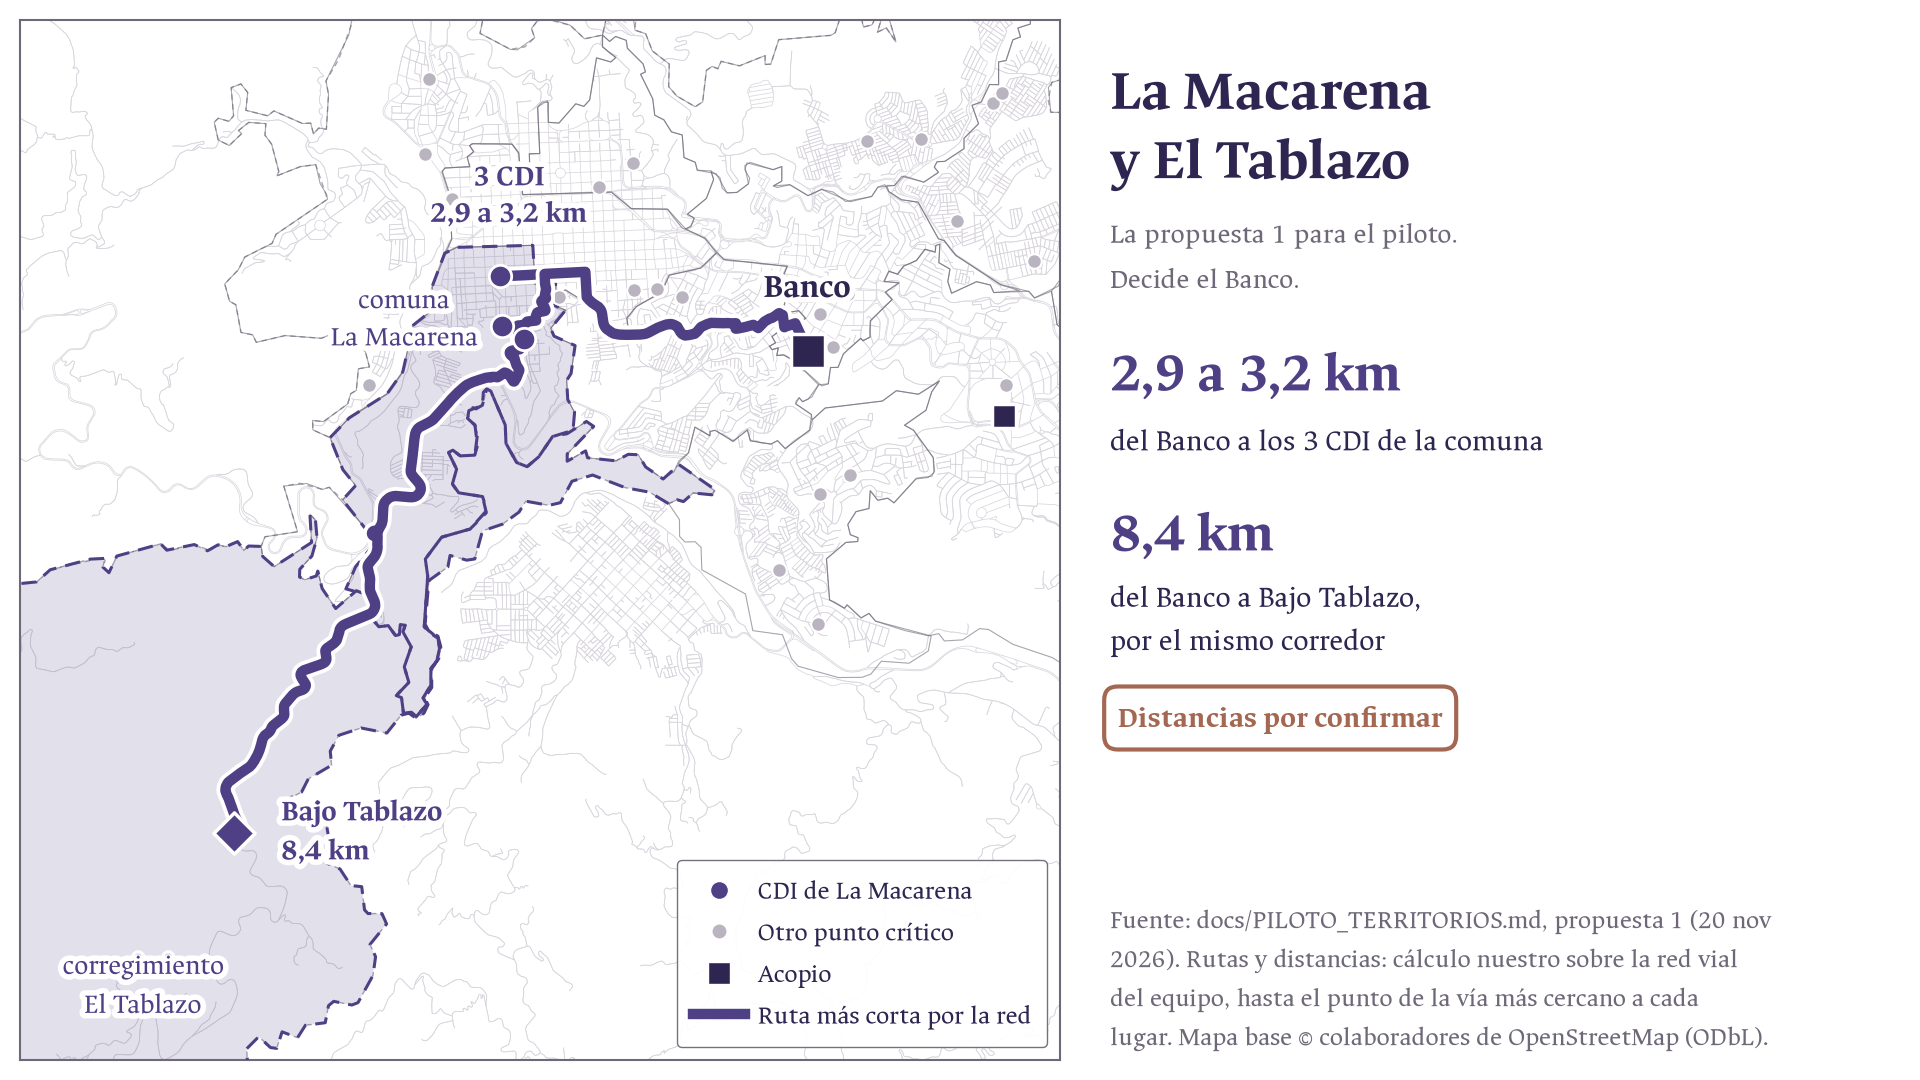 3 CDI
2,9 a 3,2 km
comuna
La Macarena
Banco
Bajo Tablazo
8,4 km
corregimiento
El Tablazo
CDI de La Macarena
Otro punto crítico
Acopio
Ruta más corta por la red
La Macarena
y El Tablazo
La propuesta 1 para el piloto.
Decide el Banco.
2,9 a 3,2 km
del Banco a los 3 CDI de la comuna
8,4 km
del Banco a Bajo Tablazo,
por el mismo corredor
Distancias por confirmar
Fuente: docs/PILOTO_TERRITORIOS.md, propuesta 1 (20 nov
2026). Rutas y distancias: cálculo nuestro sobre la red vial
del equipo, hasta el punto de la vía más cercano a cada
lugar. Mapa base © colaboradores de OpenStreetMap (ODbL).